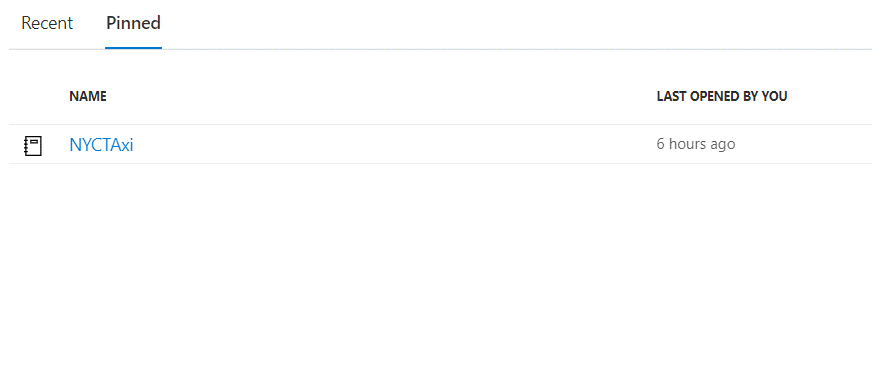 Recent Pinned
NAME LAST OPENED BY YOU
NYCTAxi 6 hours ago